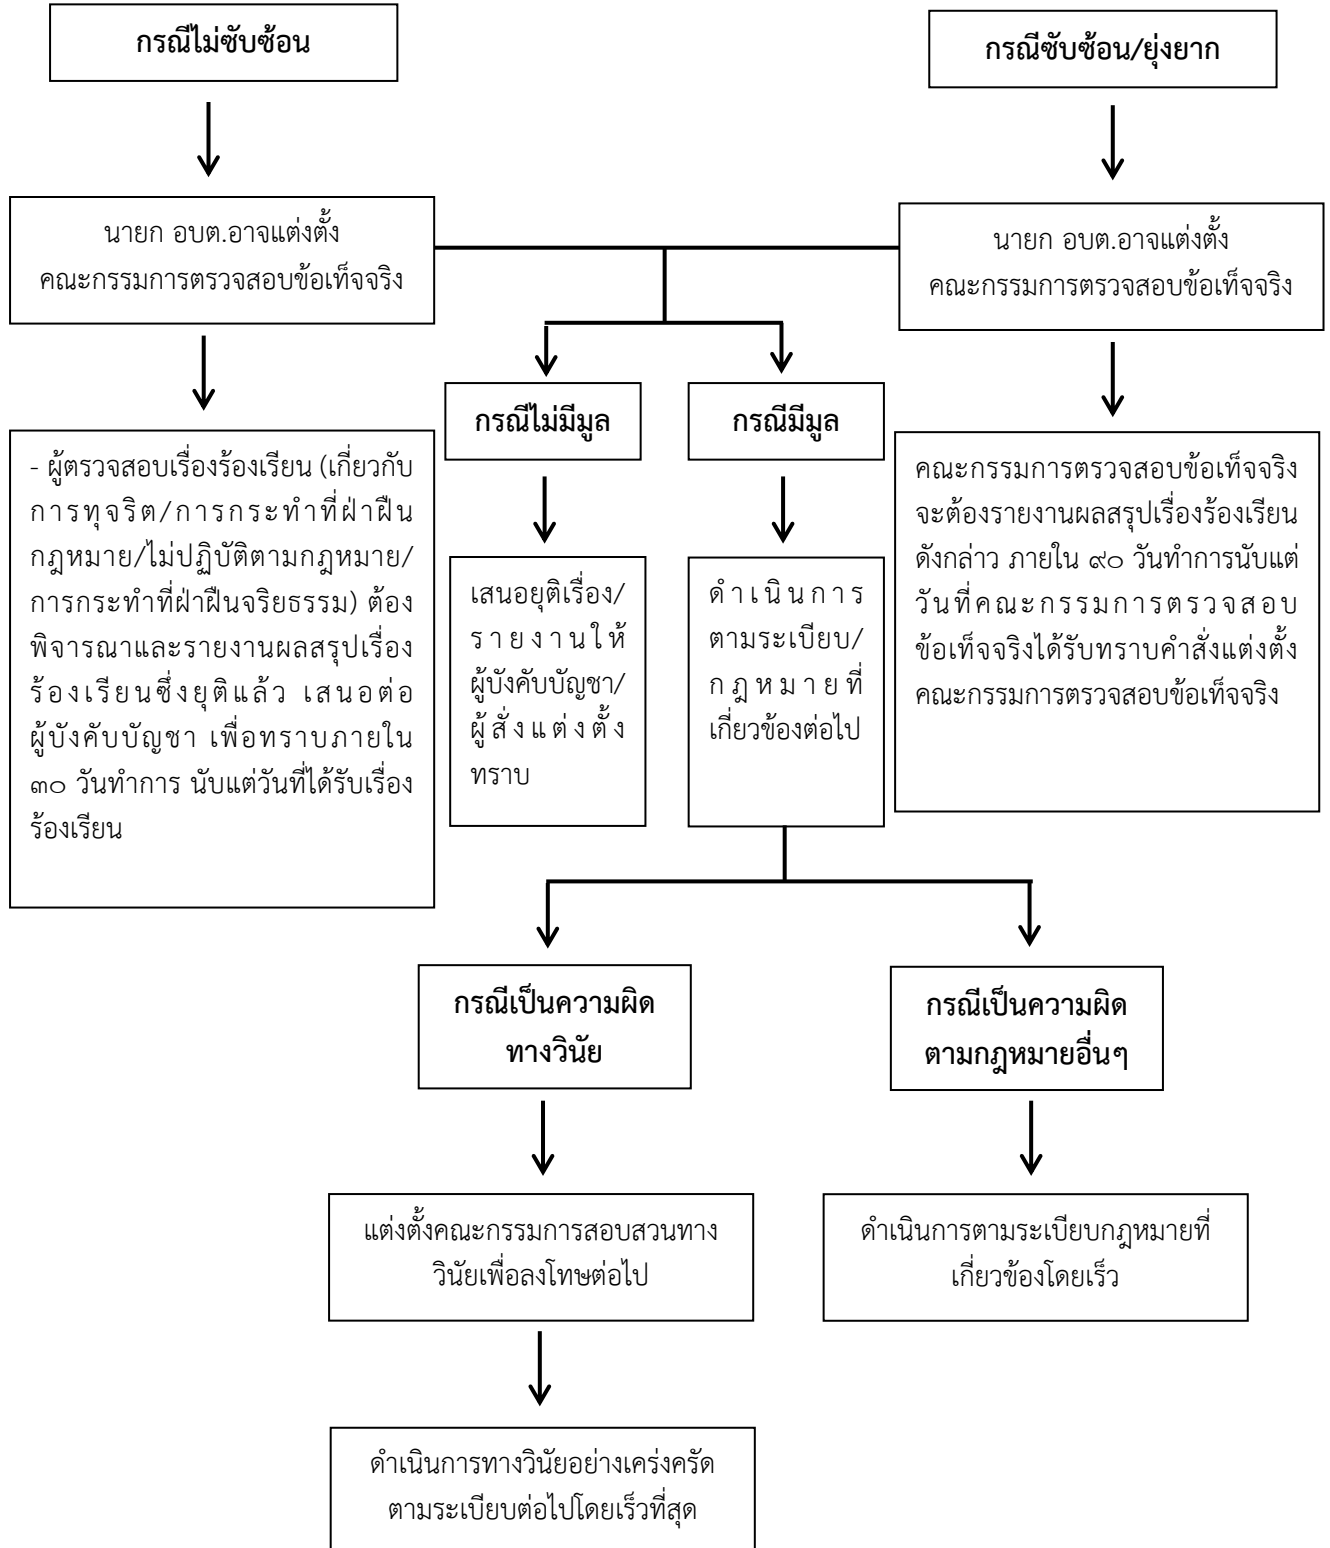 กรณีไม่ซับซ้อน
กรณีซับซ้อน/ยุ่งยาก
นายก อบต.อาจแต่งตั้ง
คณะกรรมการตรวจสอบข้อเท็จจริง
นายก อบต.อาจแต่งตั้ง
คณะกรรมการตรวจสอบข้อเท็จจริง
กรณีไม่มีมูล
กรณีมีมูล
- ผู้ตรวจสอบเรื่องร้องเรียน (เกี่ยวกับ
การทุจริต/การกระทำที่ฝ่าฝืน
กฎหมาย/ไม่ปฏิบัติตามกฎหมาย/
การกระทำที่ฝ่าฝืนจริยธรรม) ต้อง
พิจารณาและรายงานผลสรุปเรื่อง
ร้องเรียนซึ่งยุติแล้ว เสนอต่อ
ผู้บังคับบัญชา เพื่อทราบภายใน
๓๐ วันทำการ นับแต่วันที่ได้รับเรื่อง
ร้องเรียน
เสนอยุติเรื่อง/
รายงานให้
ผู้บังคับบัญชา/
ผู้สั่งแต่งตั้ง
ทราบ
ดำเนินการ
ตามระเบียบ/
กฎหมายที่
เกี่ยวข้องต่อไป
คณะกรรมการตรวจสอบข้อเท็จจริง
จะต้องรายงานผลสรุปเรื่องร้องเรียน
ดังกล่าว ภายใน ๙๐ วันทำการนับแต่
วันที่คณะกรรมการตรวจสอบ
ข้อเท็จจริงได้รับทราบคำสั่งแต่งตั้ง
คณะกรรมการตรวจสอบข้อเท็จจริง
กรณีเป็นความผิด
ทางวินัย
กรณีเป็นความผิด
ตามกฎหมายอื่นๆ
แต่งตั้งคณะกรรมการสอบสวนทาง
วินัยเพื่อลงโทษต่อไป
ดำเนินการตามระเบียบกฎหมายที่
เกี่ยวข้องโดยเร็ว
ดำเนินการทางวินัยอย่างเคร่งครัด
ตามระเบียบต่อไปโดยเร็วที่สุด